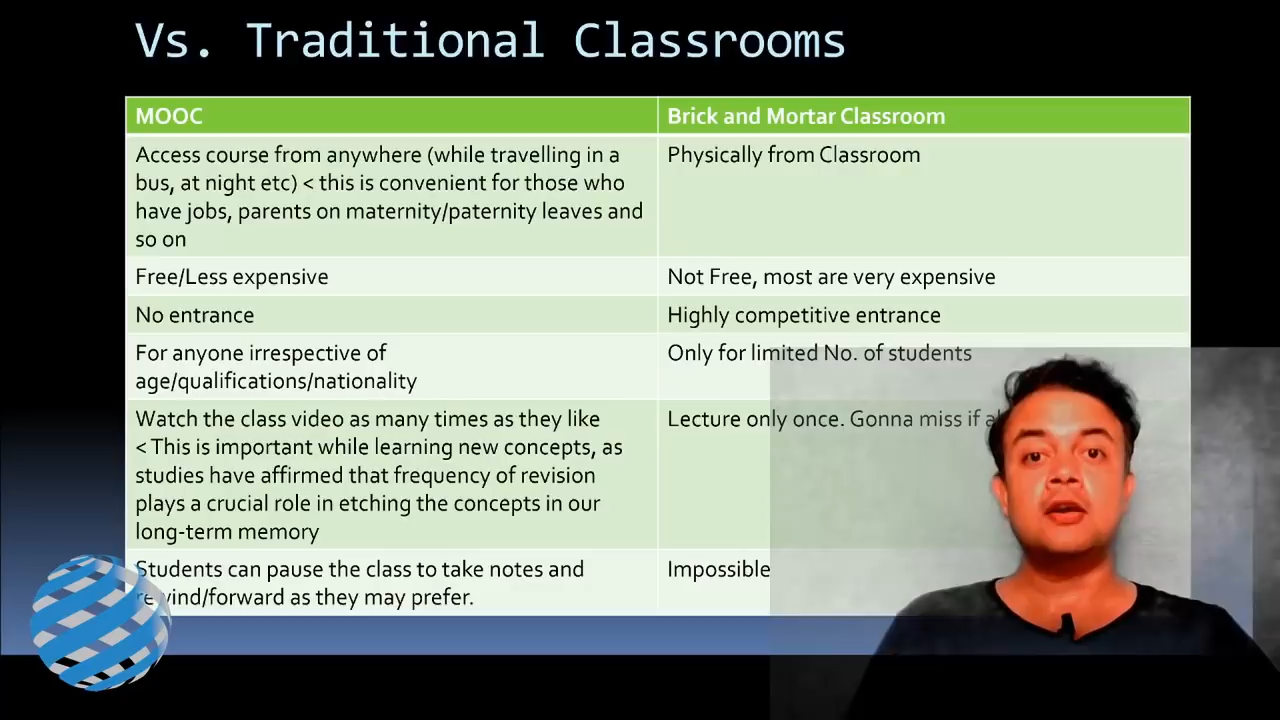 Vs. Traditional Classrooms
MOOC
Brick and Mortar Classroom
Access course from anywhere (while travelling in a
bus, at night etc) < this is convenient for those who
have jobs, parents on maternity/paternity leaves and
so on
Physically from Classroom
Free/Less expensive
Not Free, most are very expensive
No entrance
Highly competitive entrance
For anyone irrespective of
age/qualifications/nationality
Only for limited No. of students
Watch the class video as many times as they like
< This is important while learning new concepts, as
studies have affirmed that frequency of revision
plays a crucial role in etching the concepts in our
long-term memory
Lecture only once. Gonna miss if
Students can pause the class to take notes and
rewind/forward as they may prefer.
Impossible